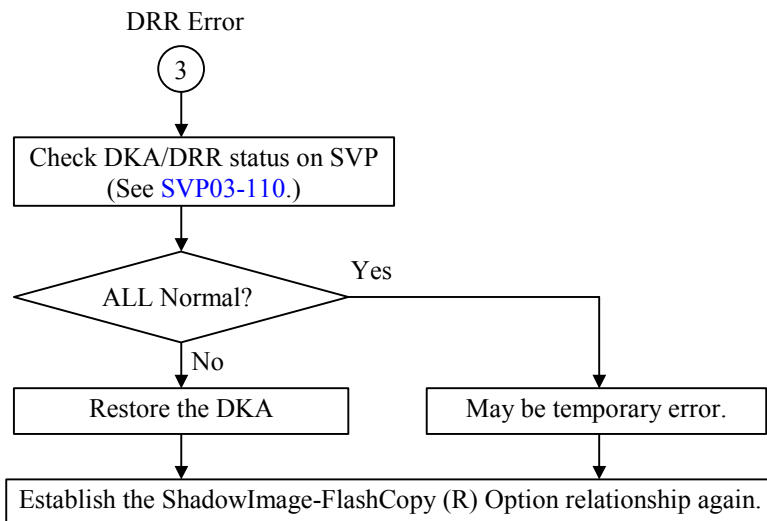 DRR Error
3
Check DKA/DRR status on SVP
(See SVP03-110.)
ALL Normal?
Yes
No
Restore the DKA
May be temporary error.
Establish the ShadowImage-FlashCopy (R) Option relationship again.